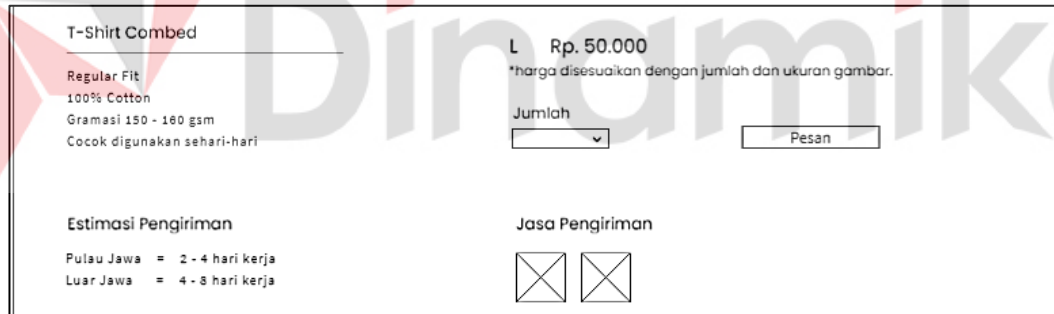 Dinamik
T-Shirt Combed
Regular Fit
100% Cotton
Gramasi 150 - 160 gsm
Cocok digunakan sehari-hari
L Rp. 50.000
*harga disesuaikan dengan jumlah dan ukuran gambar.
Jumlah
Pesan
Estimasi Pengiriman
Pulau Jawa = 2 - 4 hari kerja
Luar Jawa = 4 - 8 hari kerja
Jasa Pengiriman